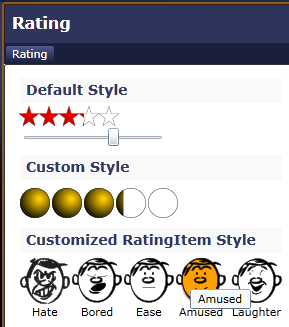 Rating
Rating
Default Style
Custom Style
Customized RatingItem Style
Hate Bored Ease Amused Laughter
Amused